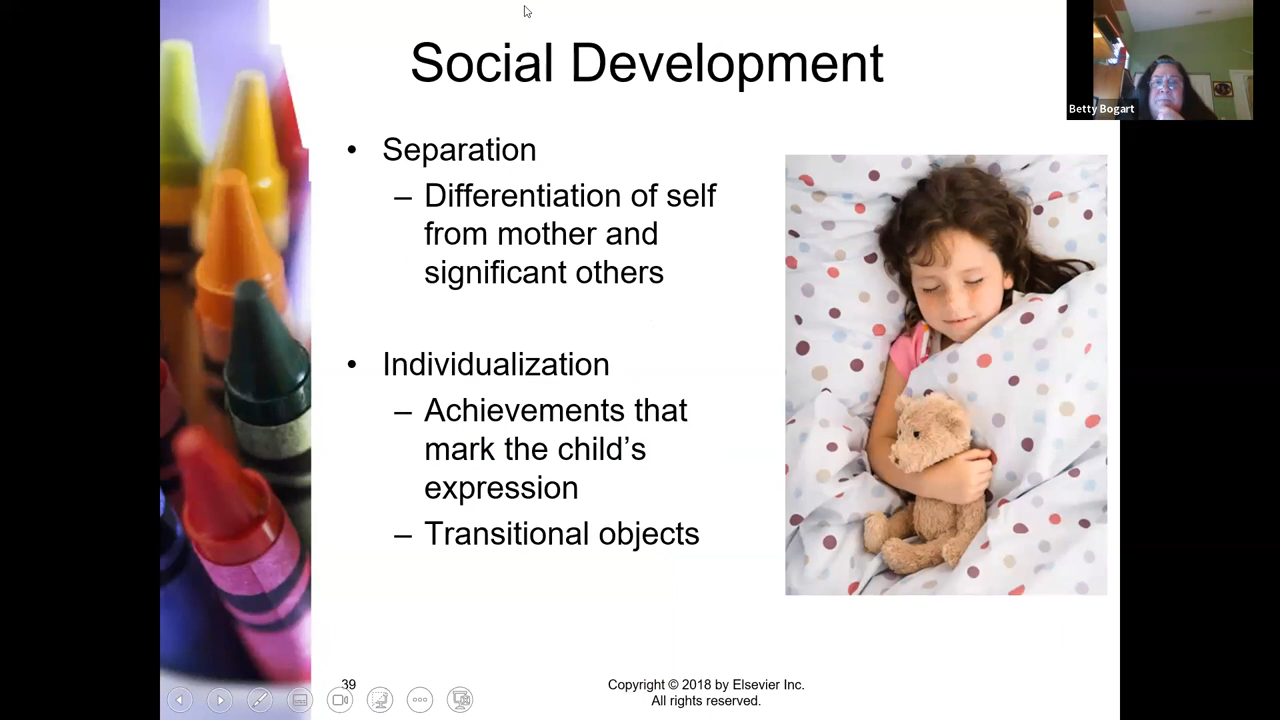 Social Development
Betty Bogart
• Separation
– Differentiation of self
from mother and
significant others
• Individualization
– Achievements that
mark the child’s
expression
– Transitional objects
39
Copyright © 2018 by Elsevier Inc.
All rights reserved.